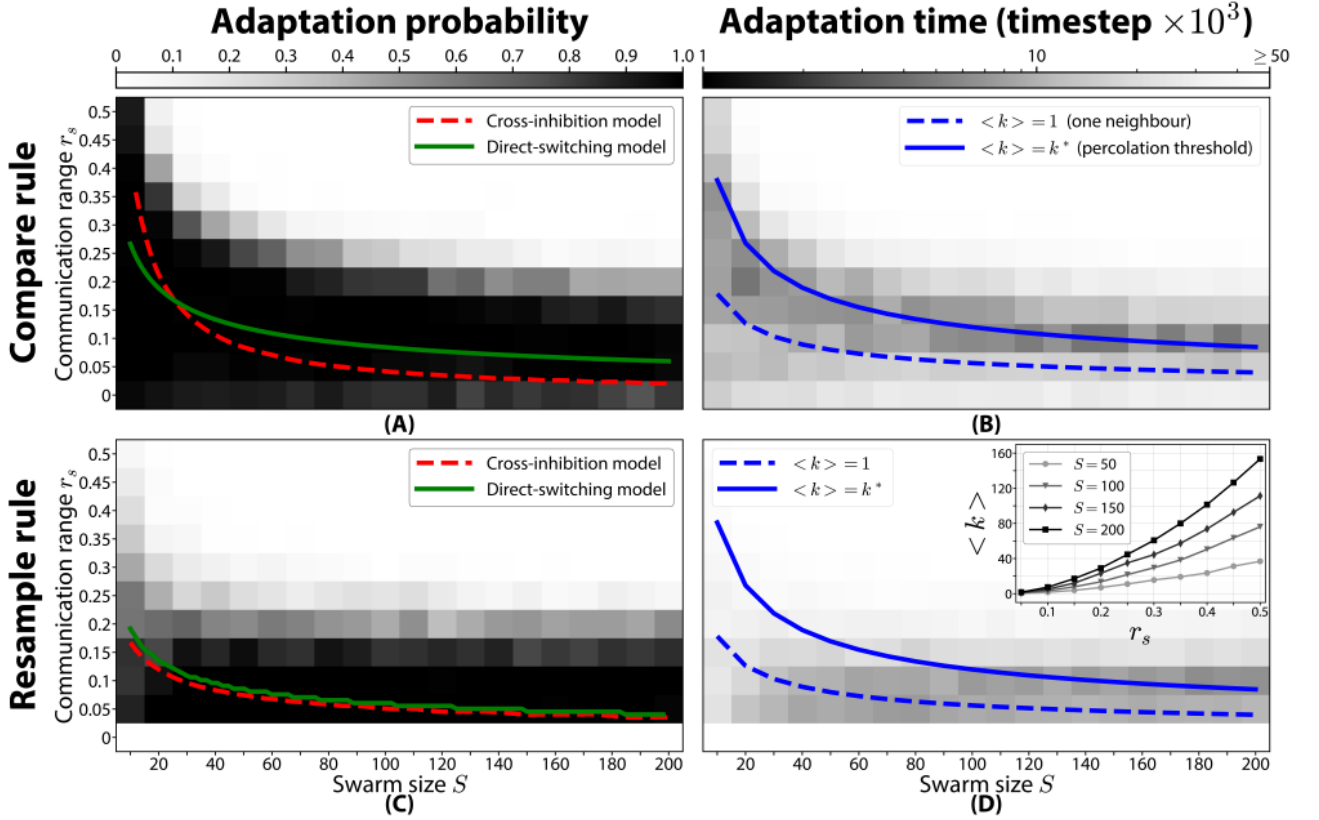 Adaptation probability
Adaptation time (timestep ×10³)
0 0.1 0.2 0.3 0.4 0.5 0.6 0.7 0.8 0.9 1.0
1 10 ≥50
Compare rule
Communication range r_s
0.5
0.45
0.4
0.35
0.3
0.25
0.2
0.15
0.1
0.05
0
Cross-inhibition model
Direct-switching model
(A)
< k > = 1 (one neighbour)
< k > = k* (percolation threshold)
(B)
Resample rule
Communication range r_s
0.5
0.45
0.4
0.35
0.3
0.25
0.2
0.15
0.1
0.05
0
Cross-inhibition model
Direct-switching model
20 40 60 80 100 120 140 160 180 200
Swarm size S
(C)
< k > = 1
< k > = k*
< k >
160
120
80
40
0
S = 50
S = 100
S = 150
S = 200
0.1 0.2 0.3 0.4 0.5
r_s
20 40 60 80 100 120 140 160 180 200
Swarm size S
(D)